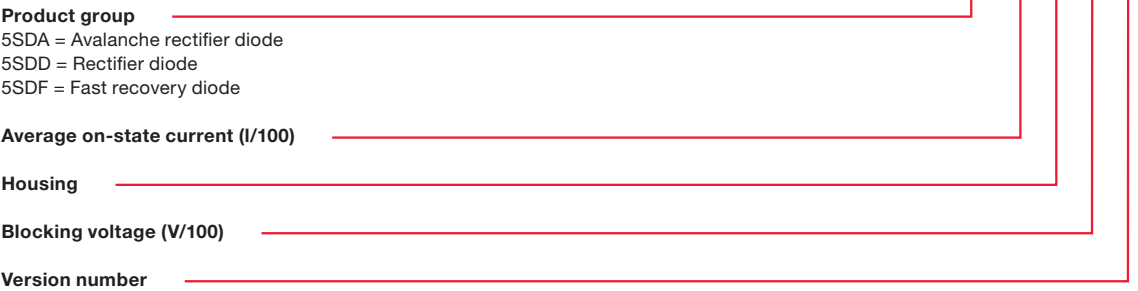 Product group
5SDA = Avalanche rectifier diode
5SDD = Rectifier diode
5SDF = Fast recovery diode
Average on-state current (I/100)
Housing
Blocking voltage (V/100)
Version number